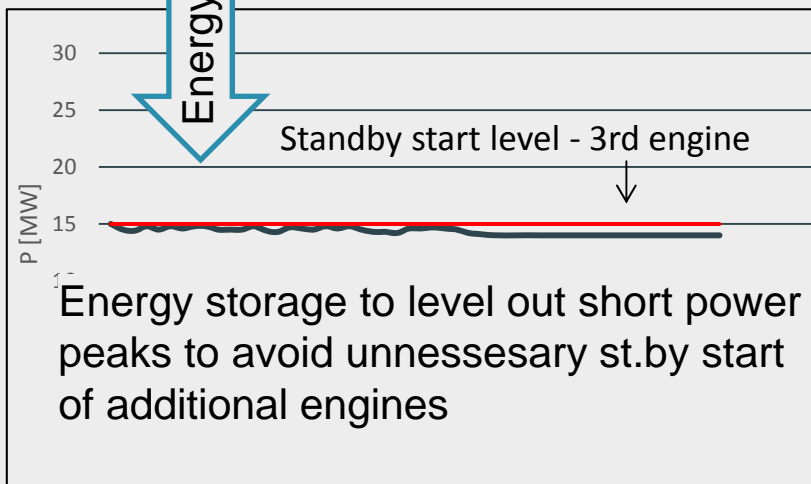 Energy
30
25
Standby start level - 3rd engine
20
P [MW]
15
Energy storage to level out short power
peaks to avoid unnessesary st.by start
of additional engines